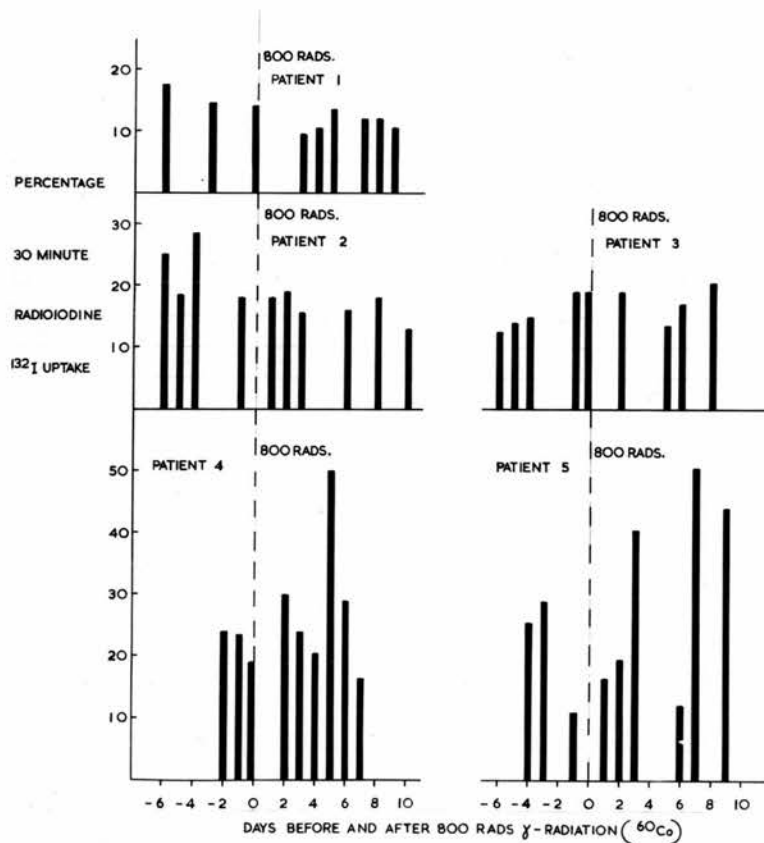 800 RADS.
PATIENT 1
20
10
PERCENTAGE
800 RADS.
PATIENT 2
30
20
10
30 MINUTE
RADIOIODINE
132I UPTAKE
800 RADS.
PATIENT 3
800 RADS.
PATIENT 4
50
40
30
20
10
800 RADS.
PATIENT 5
-6 -4 -2 0 2 4 6 8 10
-6 -4 -2 0 2 4 6 8 10
DAYS BEFORE AND AFTER 800 RADS γ-RADIATION (60Co)